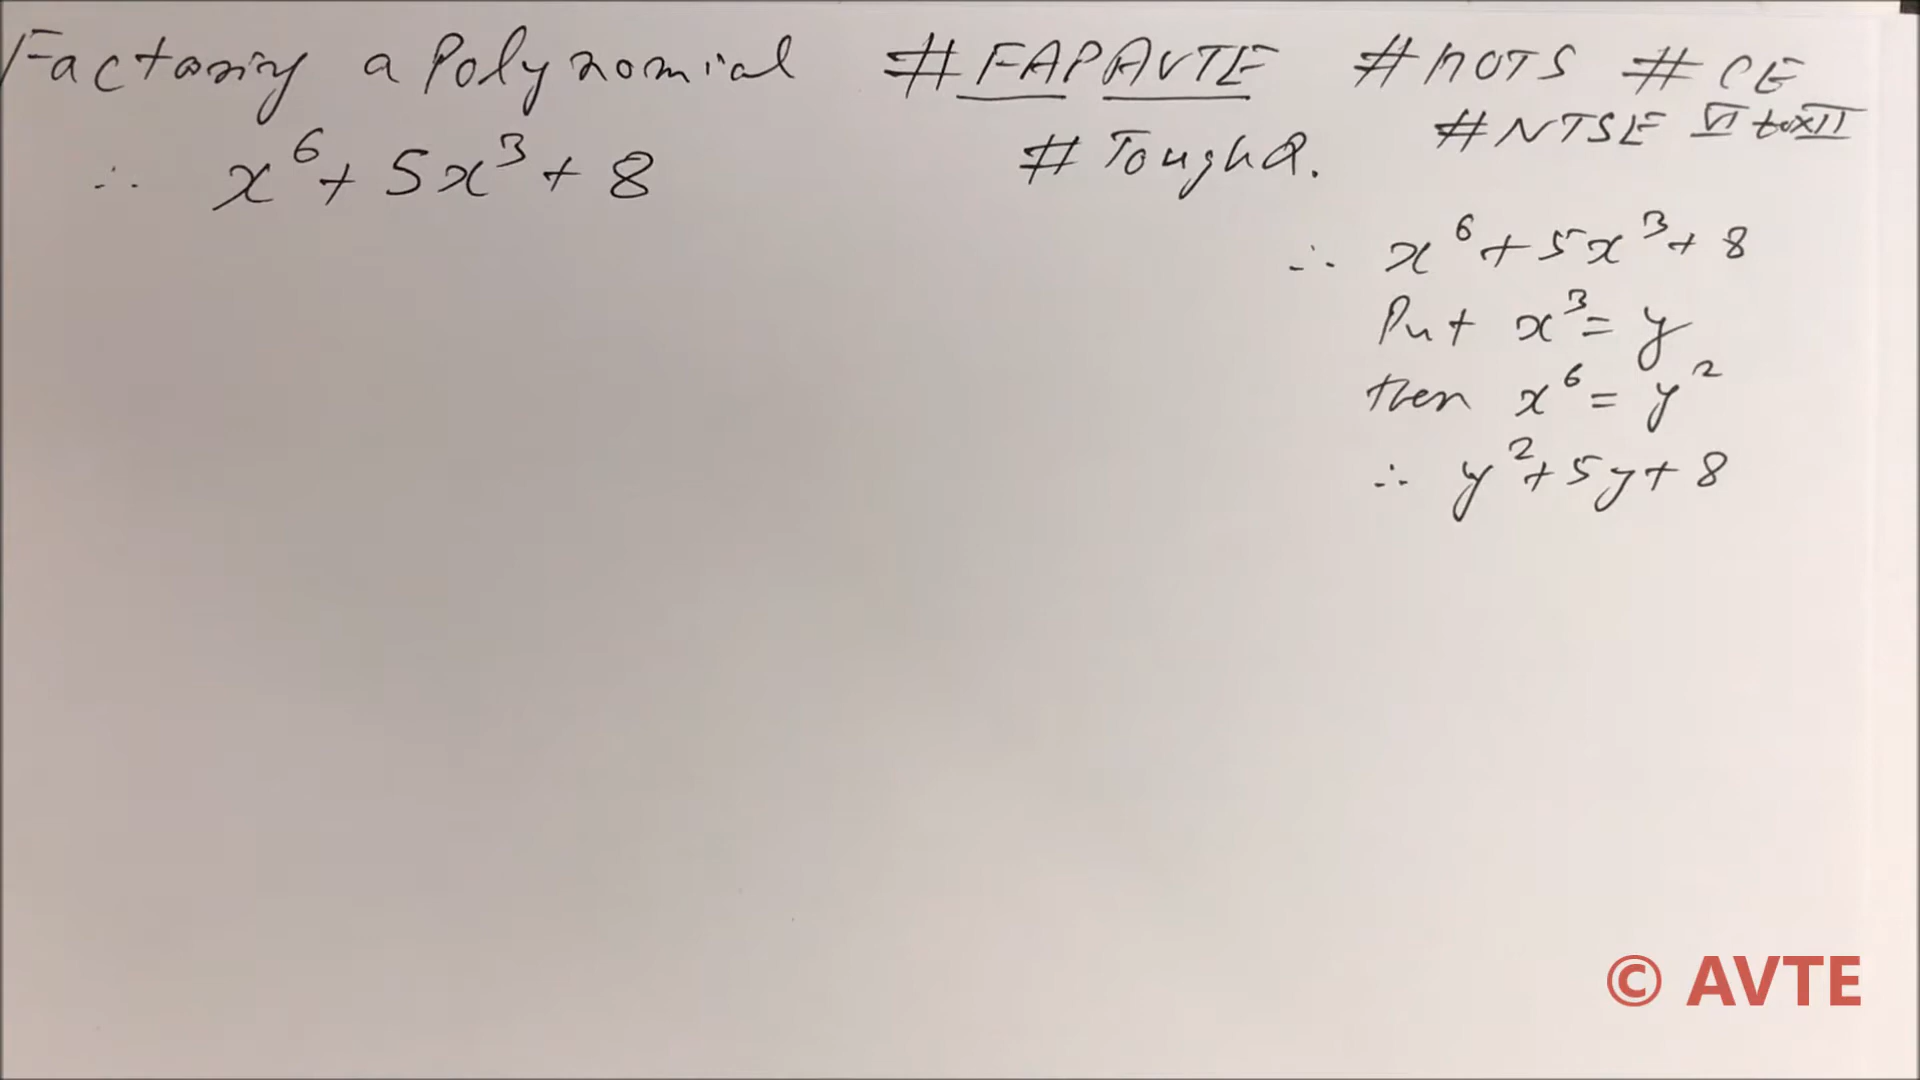 Factoring a Polynomial #FAPAVTE #HOTS #CE
#NTSE VI to XII
∴ x⁶ + 5x³ + 8 #ToughQ.
∴ x⁶ + 5x³ + 8
Put x³ = y
then x⁶ = y²
∴ y² + 5y + 8
© AVTE